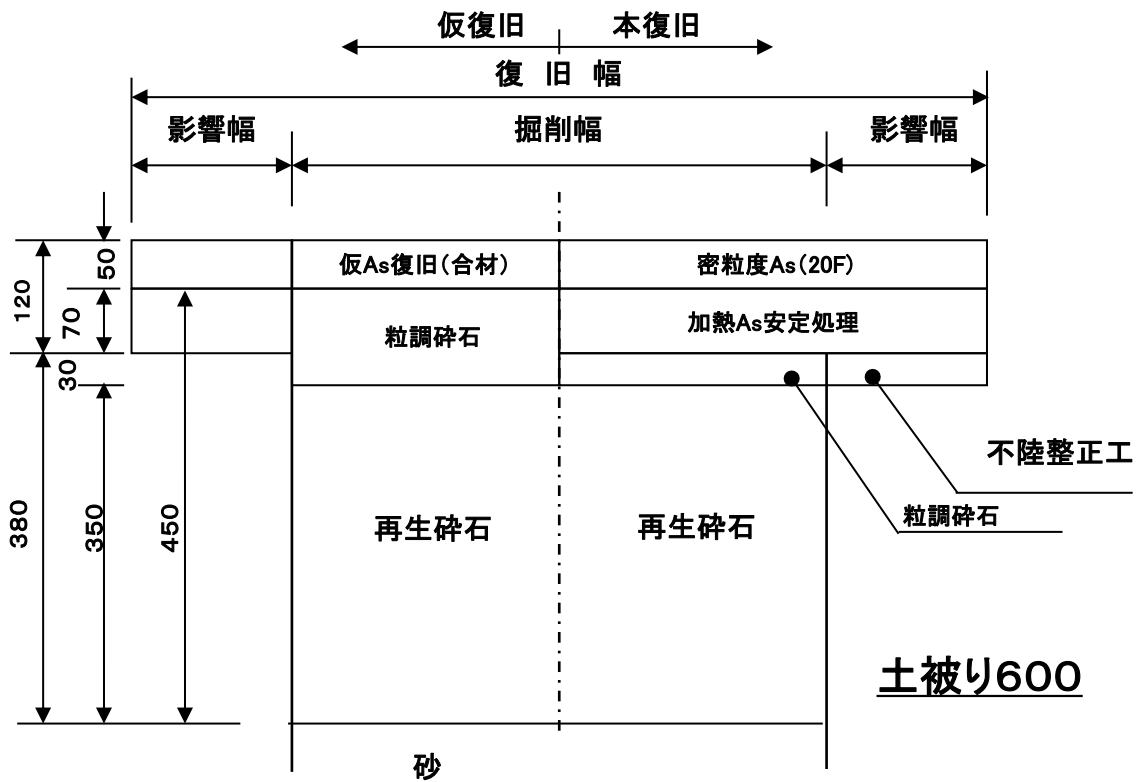 仮復旧 本復旧
復 旧 幅
影響幅 掘削幅 影響幅
仮As復旧(合材) 密粒度As(20F)
粒調砕石 加熱As安定処理
120 50 70 30
380 350 450
不陸整正工
粒調砕石
再生砕石 再生砕石
土被り600
砂